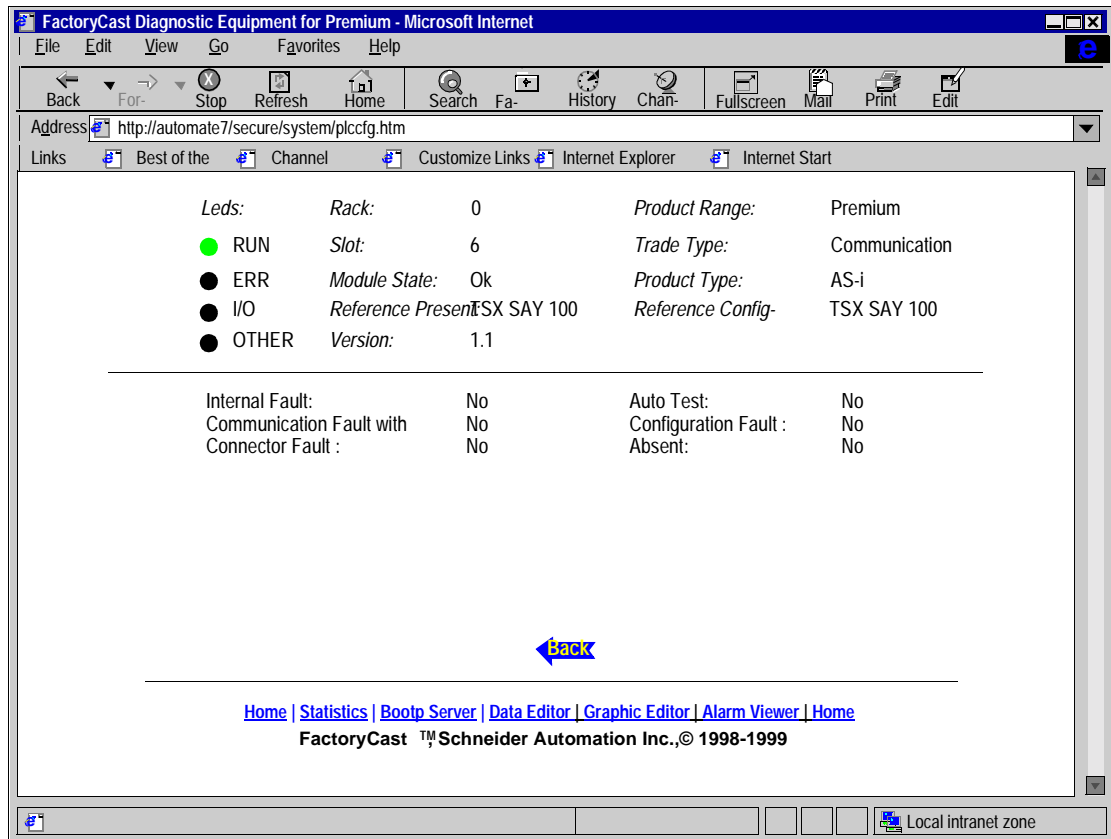 FactoryCast Diagnostic Equipment for Premium - Microsoft Internet
File Edit View Go Favorites Help
Back For- Stop Refresh Home Search Fa- History Chan- Fullscreen Mail Print Edit
Address http://automate7/secure/system/plccfg.htm
Links Best of the Channel Customize Links Internet Explorer Internet Start
Leds: Rack: 0 Product Range: Premium
RUN Slot: 6 Trade Type: Communication
ERR Module State: Ok Product Type: AS-i
I/O Reference Present: TSX SAY 100 Reference Config- TSX SAY 100
OTHER Version: 1.1
Internal Fault: No Auto Test: No
Communication Fault with No Configuration Fault : No
Connector Fault : No Absent: No
Back
Home | Statistics | Bootp Server | Data Editor | Graphic Editor | Alarm Viewer | Home
FactoryCast ™, Schneider Automation Inc.,© 1998-1999
Local intranet zone